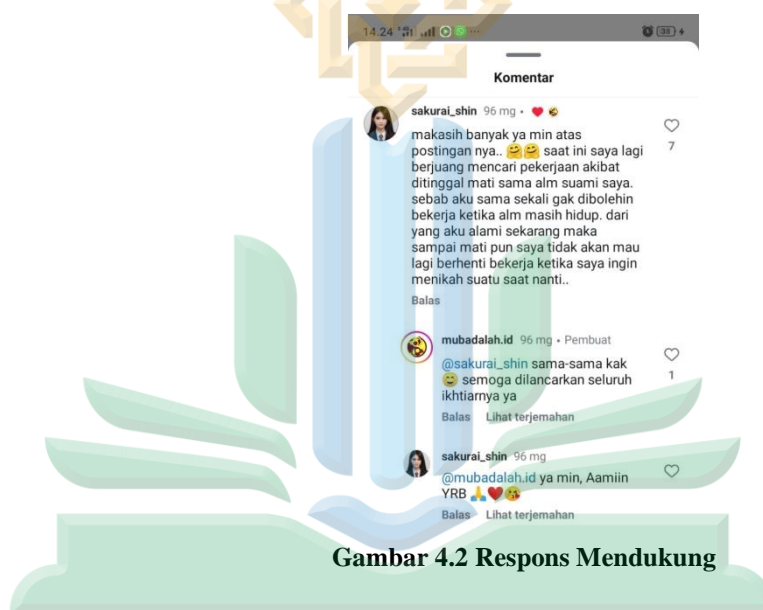 14.24
38
Komentar
sakurai_shin 96 mg • ❤️
7
makasih banyak ya min atas
postingan nya.. 🤗🤗 saat ini saya lagi
berjuang mencari pekerjaan akibat
ditinggal mati sama alm suami saya.
sebab aku sama sekali gak dibolehin
bekerja ketika alm masih hidup. dari
yang aku alami sekarang maka
sampai mati pun saya tidak akan mau
lagi berhenti bekerja ketika saya ingin
menikah suatu saat nanti..
Balas
mubadalah.id 96 mg • Pembuat
@sakurai_shin sama-sama kak
1
😊 semoga dilancarkan seluruh
ikhtiarnya ya
Balas Lihat terjemahan
sakurai_shin 96 mg
@mubadalah.id ya min, Aamiin
YRB 🙏❤️😘
Balas Lihat terjemahan
Gambar 4.2 Respons Mendukung